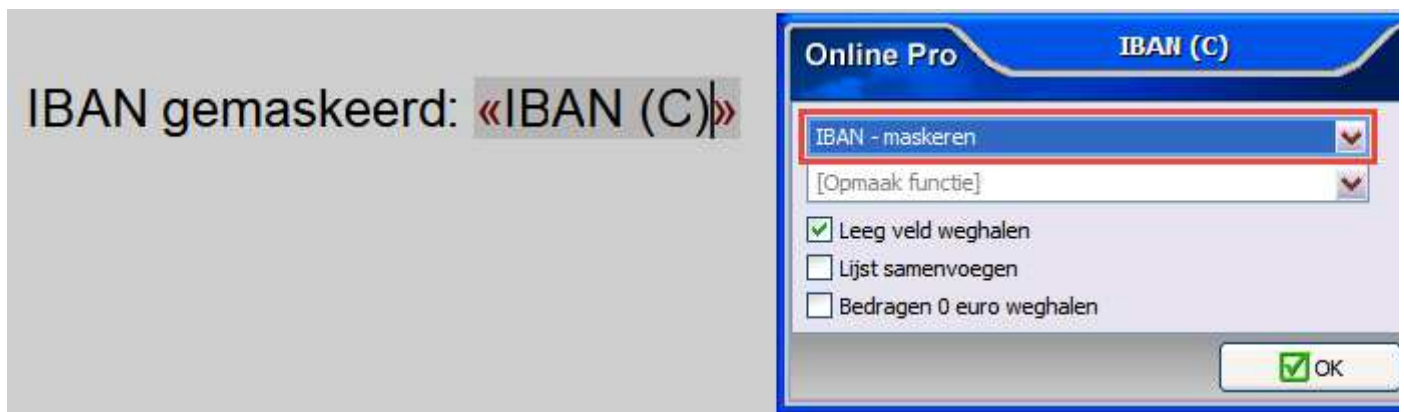 IBAN gemaskeerd: «IBAN (C)»
Online Pro
IBAN (C)
IBAN - maskeren
[Opmaak functie]
Leeg veld weghalen
Lijst samenvoegen
Bedragen 0 euro weghalen
OK